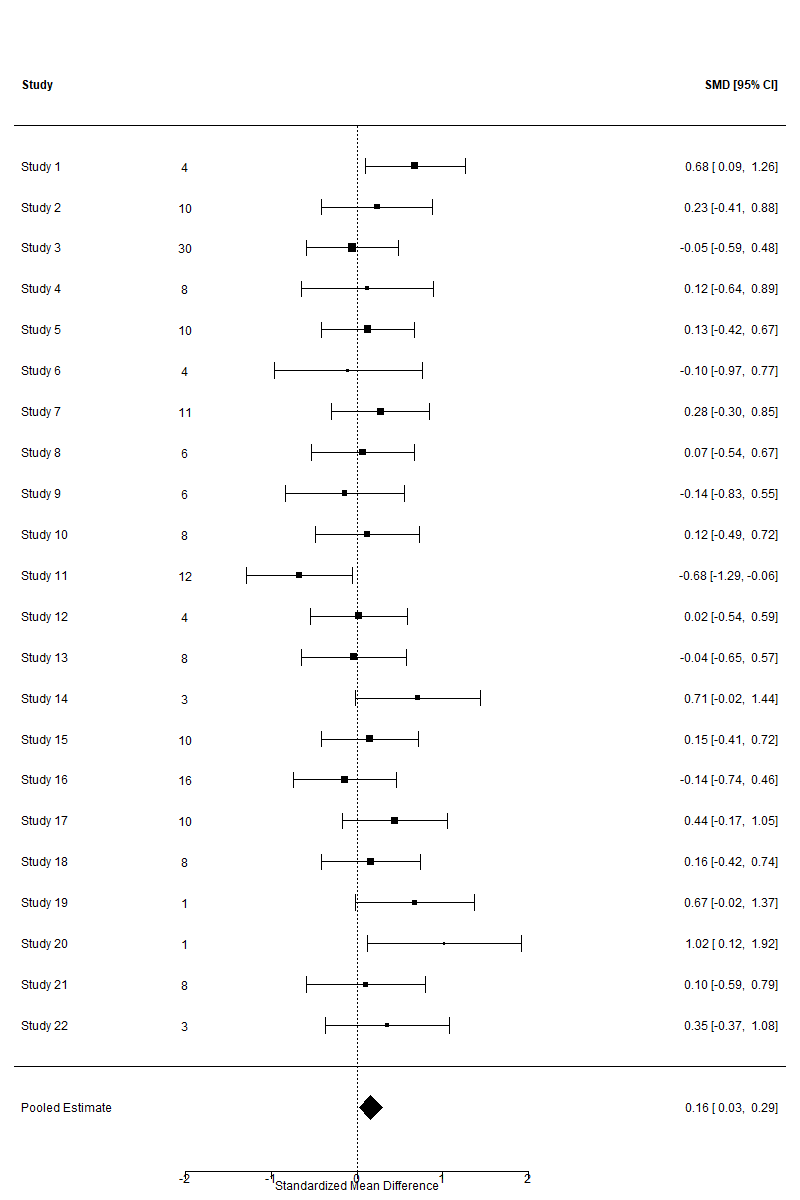 Study SMD [95% CI]
Study 1 4 0.68 [ 0.09, 1.26]
Study 2 10 0.23 [-0.41, 0.88]
Study 3 30 -0.05 [-0.59, 0.48]
Study 4 8 0.12 [-0.64, 0.89]
Study 5 10 0.13 [-0.42, 0.67]
Study 6 4 -0.10 [-0.97, 0.77]
Study 7 11 0.28 [-0.30, 0.85]
Study 8 6 0.07 [-0.54, 0.67]
Study 9 6 -0.14 [-0.83, 0.55]
Study 10 8 0.12 [-0.49, 0.72]
Study 11 12 -0.68 [-1.29, -0.06]
Study 12 4 0.02 [-0.54, 0.59]
Study 13 8 -0.04 [-0.65, 0.57]
Study 14 3 0.71 [-0.02, 1.44]
Study 15 10 0.15 [-0.41, 0.72]
Study 16 16 -0.14 [-0.74, 0.46]
Study 17 10 0.44 [-0.17, 1.05]
Study 18 8 0.16 [-0.42, 0.74]
Study 19 1 0.67 [-0.02, 1.37]
Study 20 1 1.02 [ 0.12, 1.92]
Study 21 8 0.10 [-0.59, 0.79]
Study 22 3 0.35 [-0.37, 1.08]
Pooled Estimate 0.16 [ 0.03, 0.29]
-2 -1 0 1 2
Standardized Mean Difference